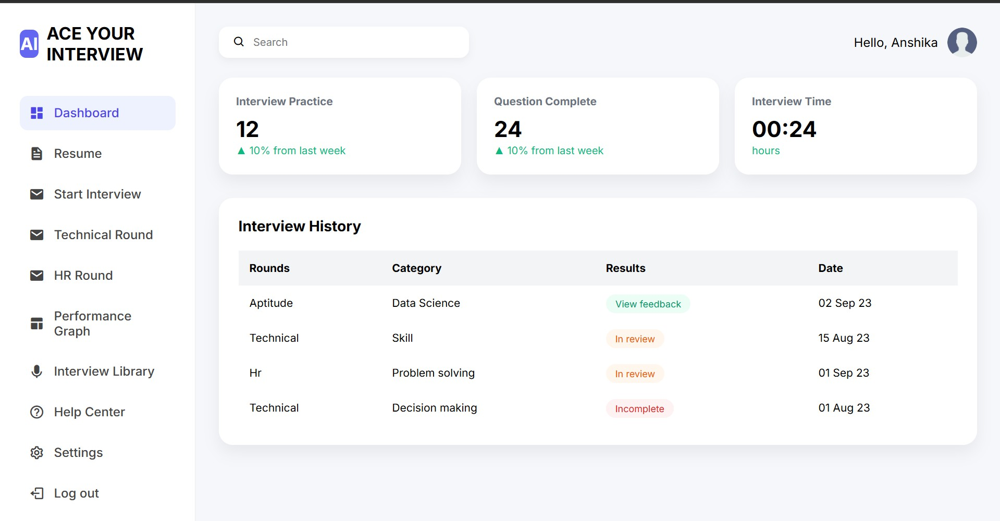 AI
ACE YOUR
INTERVIEW
Dashboard
Resume
Start Interview
Technical Round
HR Round
Performance
Graph
Interview Library
Help Center
Settings
Log out
Search
Hello, Anshika
Interview Practice
12
▲ 10% from last week
Question Complete
24
▲ 10% from last week
Interview Time
00:24
hours
Interview History
Rounds Category Results Date
Aptitude Data Science View feedback 02 Sep 23
Technical Skill In review 15 Aug 23
Hr Problem solving In review 01 Sep 23
Technical Decision making Incomplete 01 Aug 23